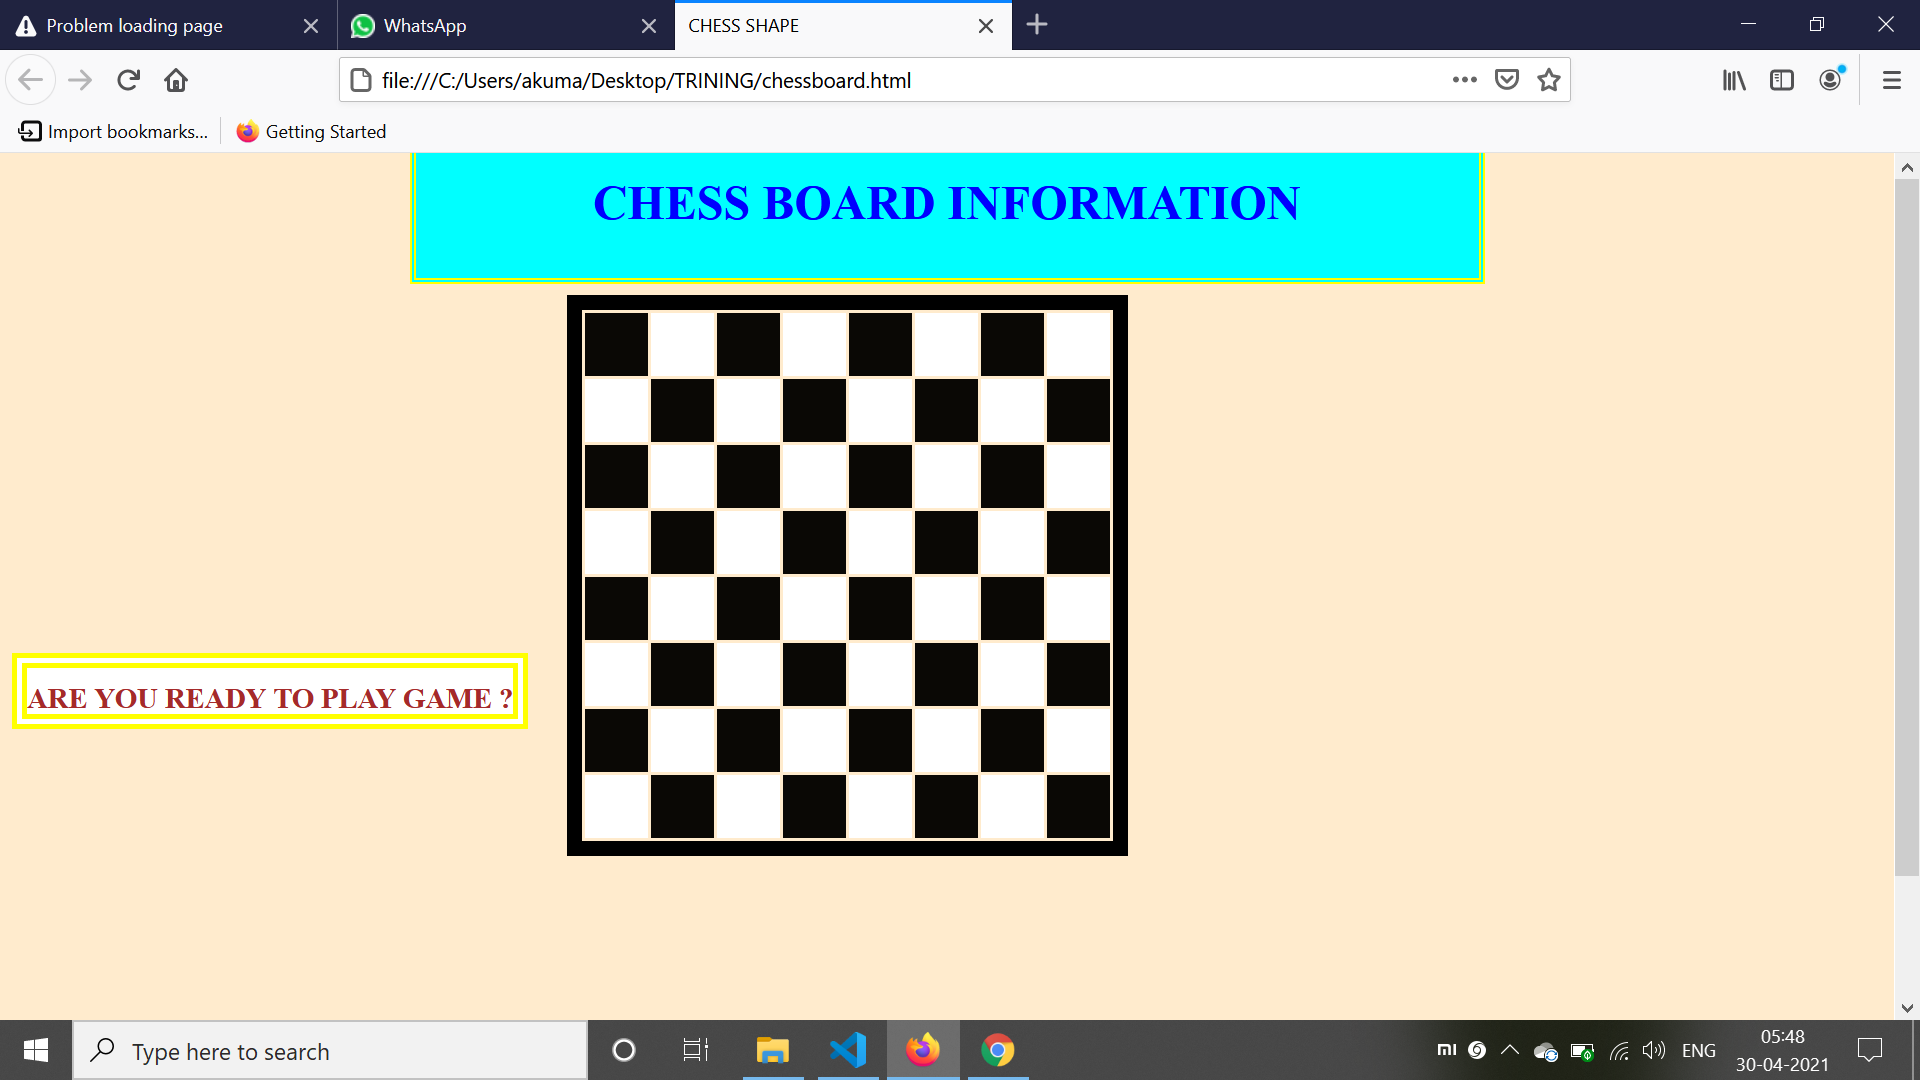 Problem loading page
WhatsApp
CHESS SHAPE
file:///C:/Users/akuma/Desktop/TRINING/chessboard.html
Import bookmarks...
Getting Started
CHESS BOARD INFORMATION
ARE YOU READY TO PLAY GAME ?
Type here to search
ENG
05:48
30-04-2021